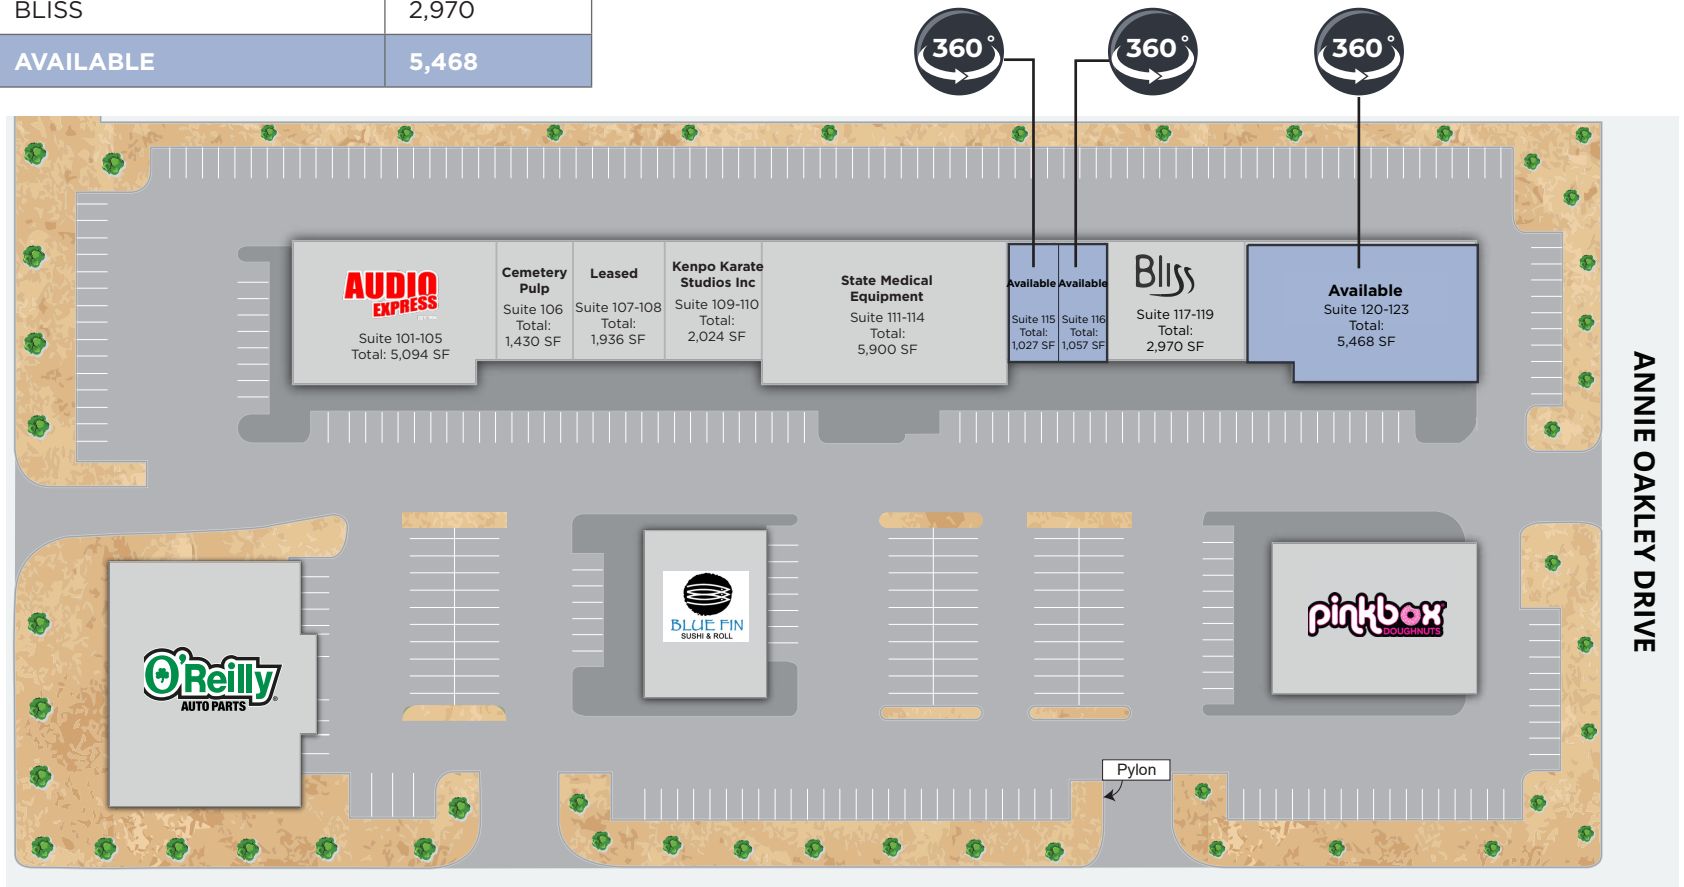 BLISS 2,970
AVAILABLE 5,468
360°
360°
360°
AUDIO
EXPRESS
Suite 101-105
Total: 5,094 SF
Cemetery
Pulp
Suite 106
Total:
1,430 SF
Leased
Suite 107-108
Total:
1,936 SF
Kenpo Karate
Studios Inc
Suite 109-110
Total:
2,024 SF
State Medical
Equipment
Suite 111-114
Total:
5,900 SF
Available
Suite 115
Total:
1,027 SF
Available
Suite 116
Total:
1,057 SF
Bliss
Suite 117-119
Total:
2,970 SF
Available
Suite 120-123
Total:
5,468 SF
ANNIE OAKLEY DRIVE
O'Reilly
AUTO PARTS
BLUE FIN
SUSHI & ROLL
pinkbox
DOUGHNUTS
Pylon